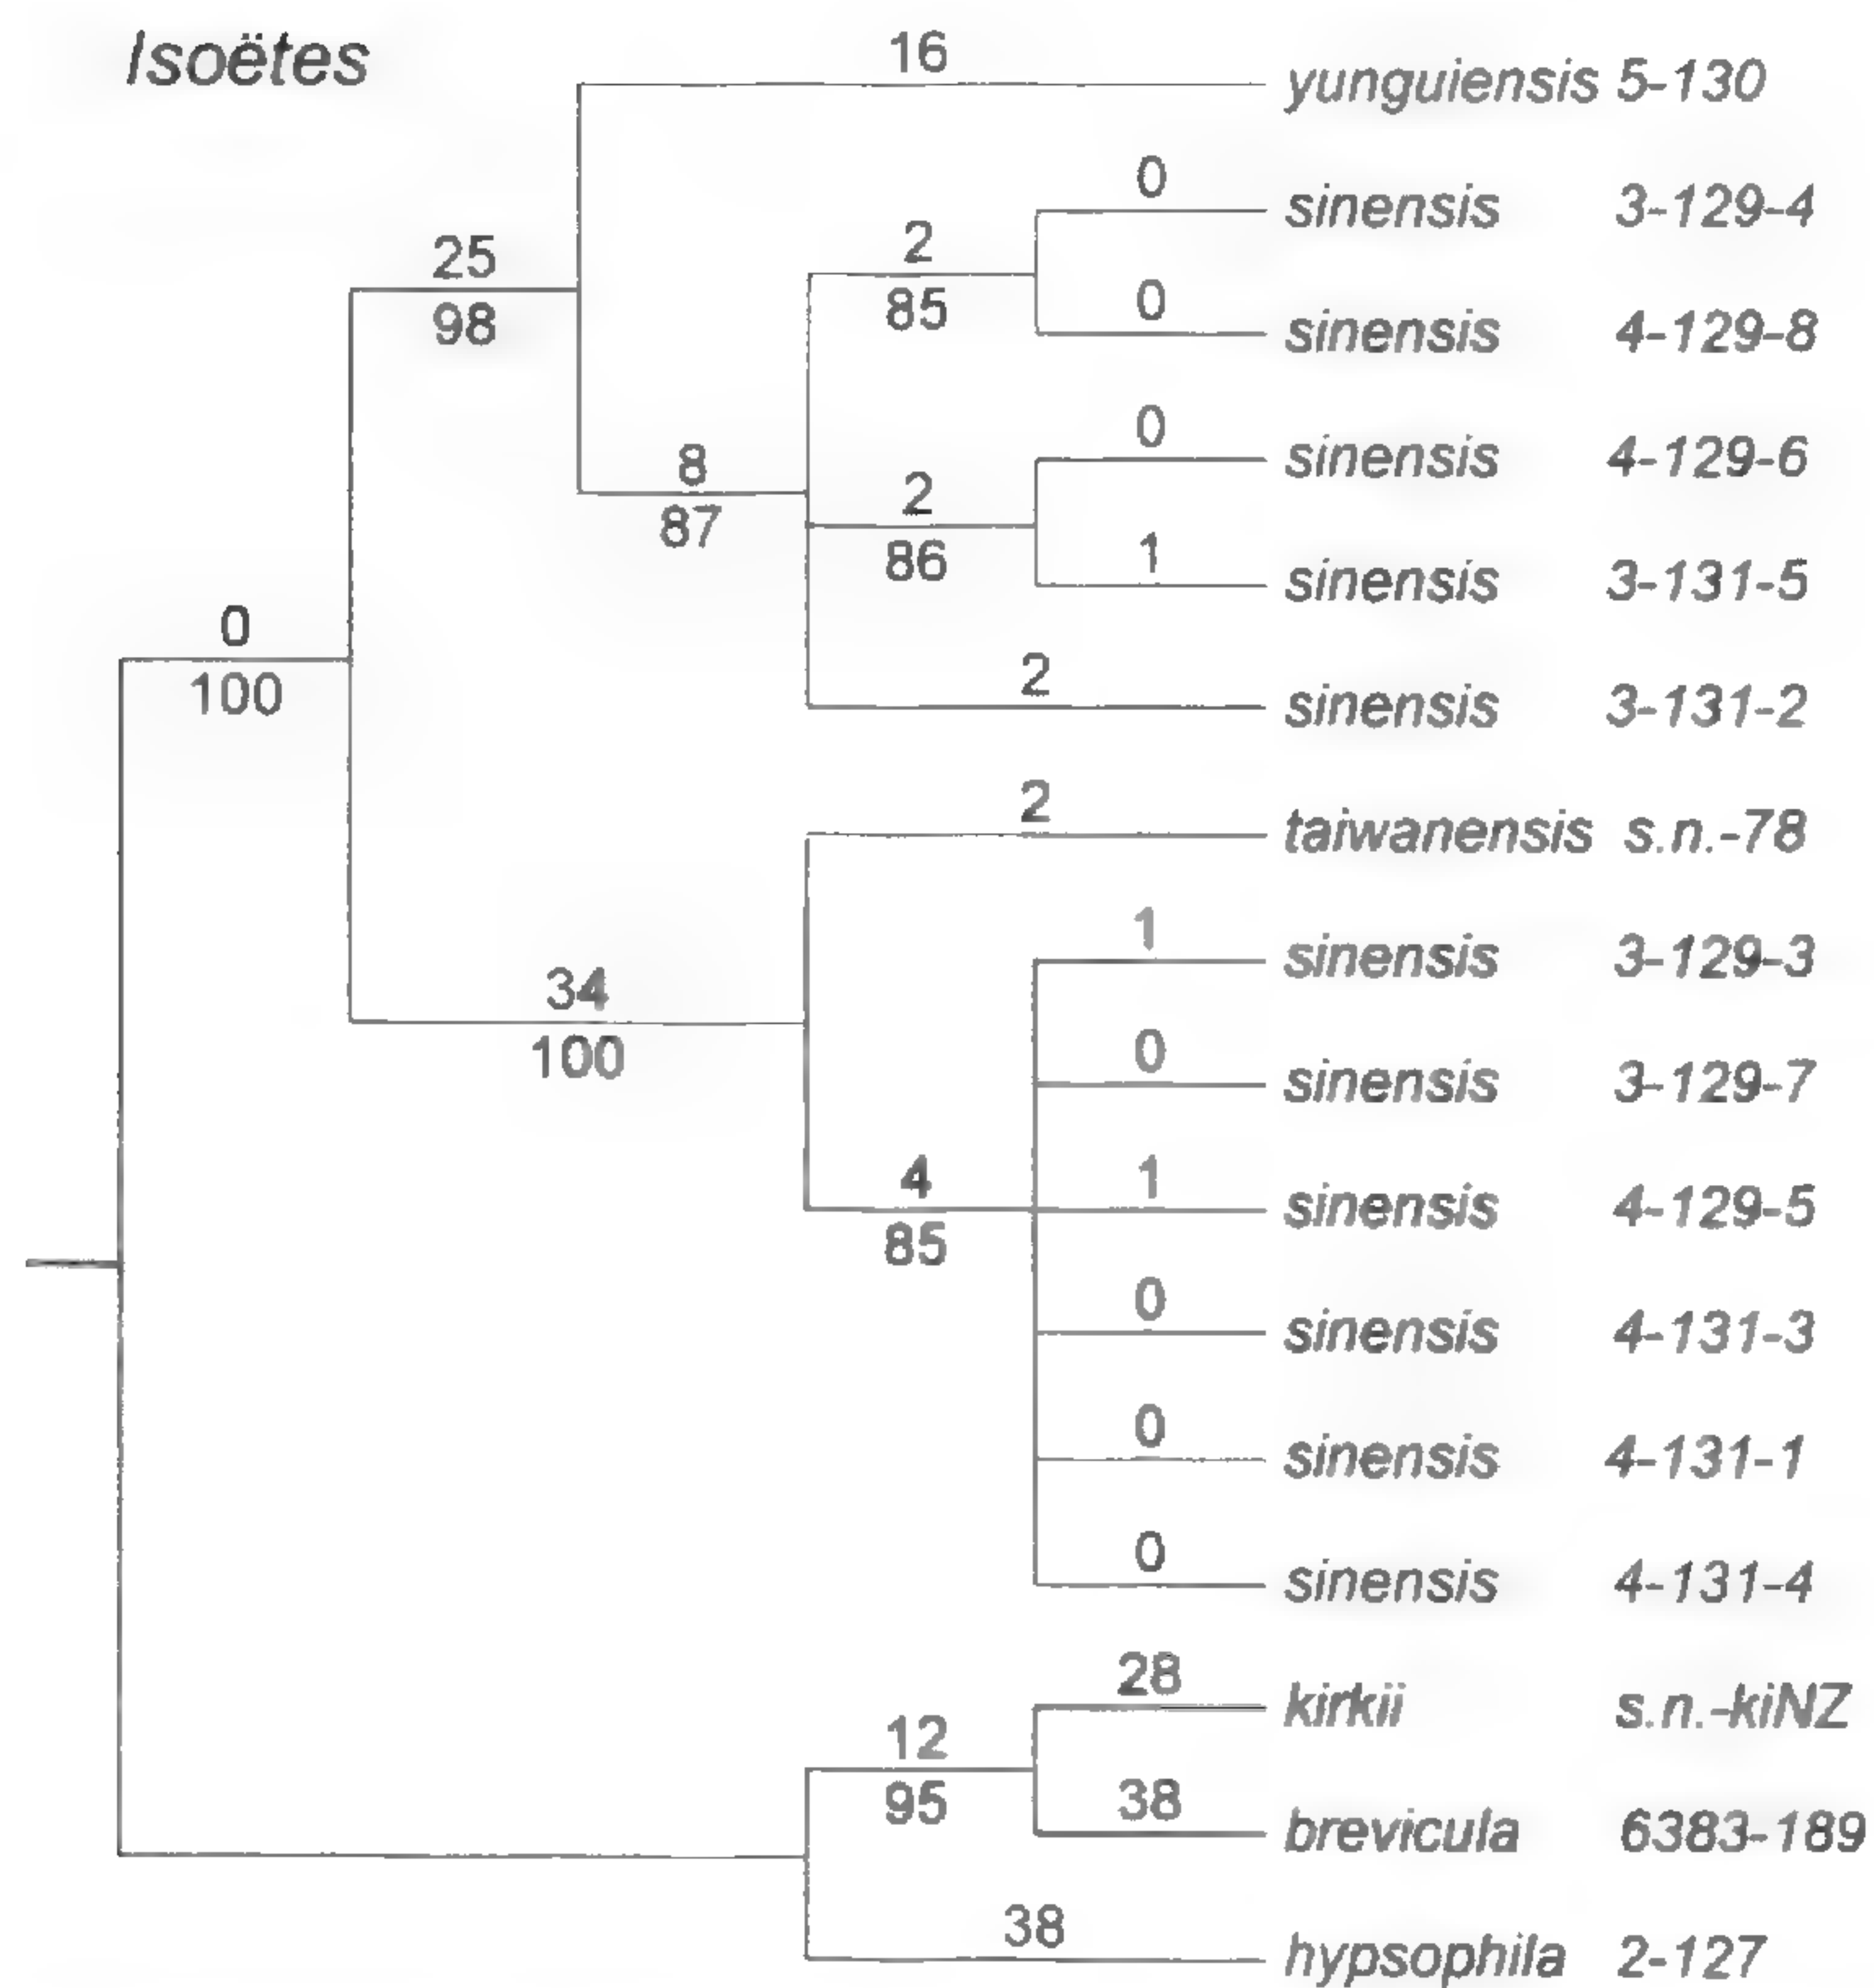 Isoëtes
16
yunguiensis 5-130
0
sinensis 3-129-4
2
85
0
sinensis 4-129-8
25
98
0
sinensis 4-129-6
8
87
2
86
1
sinensis 3-131-5
0
100
2
sinensis 3-131-2
2
taiwanensis s.n.-78
1
sinensis 3-129-3
34
100
0
sinensis 3-129-7
4
85
1
sinensis 4-129-5
0
sinensis 4-131-3
0
sinensis 4-131-1
0
sinensis 4-131-4
28
kirkii s.n.-kiNZ
12
95
38
brevicula 6383-189
38
hypsophila 2-127